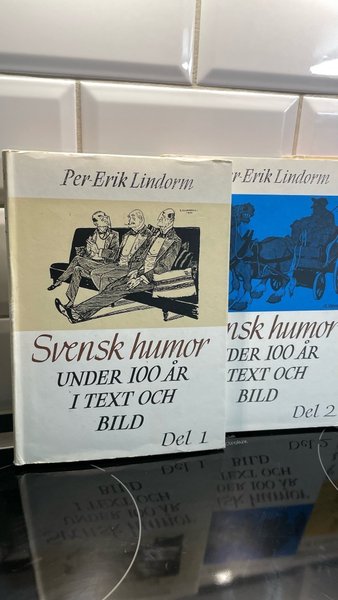 Per-Erik Lindorm
Svensk humor
UNDER 100 ÅR
I TEXT OCH
BILD
Del 1
Per-Erik Lindorm
nsk humor
DER 100 ÅR
TEXT OCH
BILD
Del 2